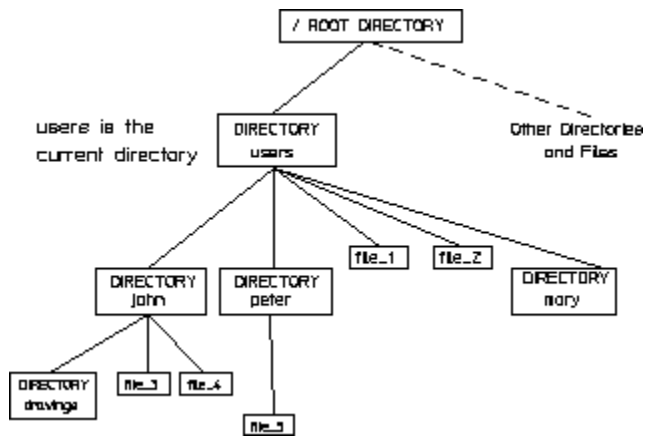 / ROOT DIRECTORY
users is the
current directory
DIRECTORY
users
Other Directories
and Files
file_1
file_2
DIRECTORY
john
DIRECTORY
peter
DIRECTORY
mary
DIRECTORY
drawings
file_3
file_4
file_5